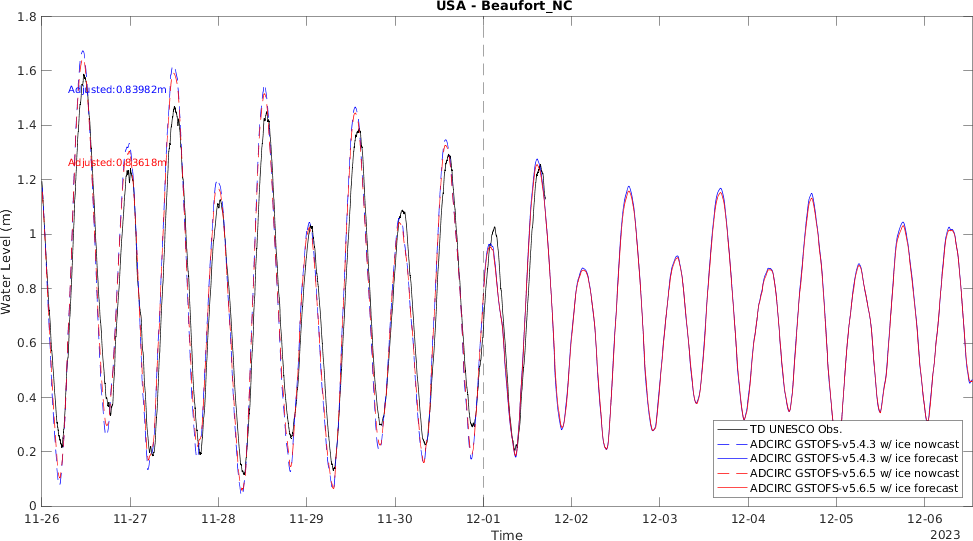 USA - Beaufort_NC
1.8
1.6
1.4
1.2
1
0.8
0.6
0.4
0.2
0
Water Level (m)
Adjusted:0.83982m
Adjusted:0.83618m
TD UNESCO Obs.
ADCIRC GSTOFS-v5.4.3 w/ ice nowcast
ADCIRC GSTOFS-v5.4.3 w/ ice forecast
ADCIRC GSTOFS-v5.6.5 w/ ice nowcast
ADCIRC GSTOFS-v5.6.5 w/ ice forecast
11-26 11-27 11-28 11-29 11-30 12-01 12-02 12-03 12-04 12-05 12-06
Time
2023